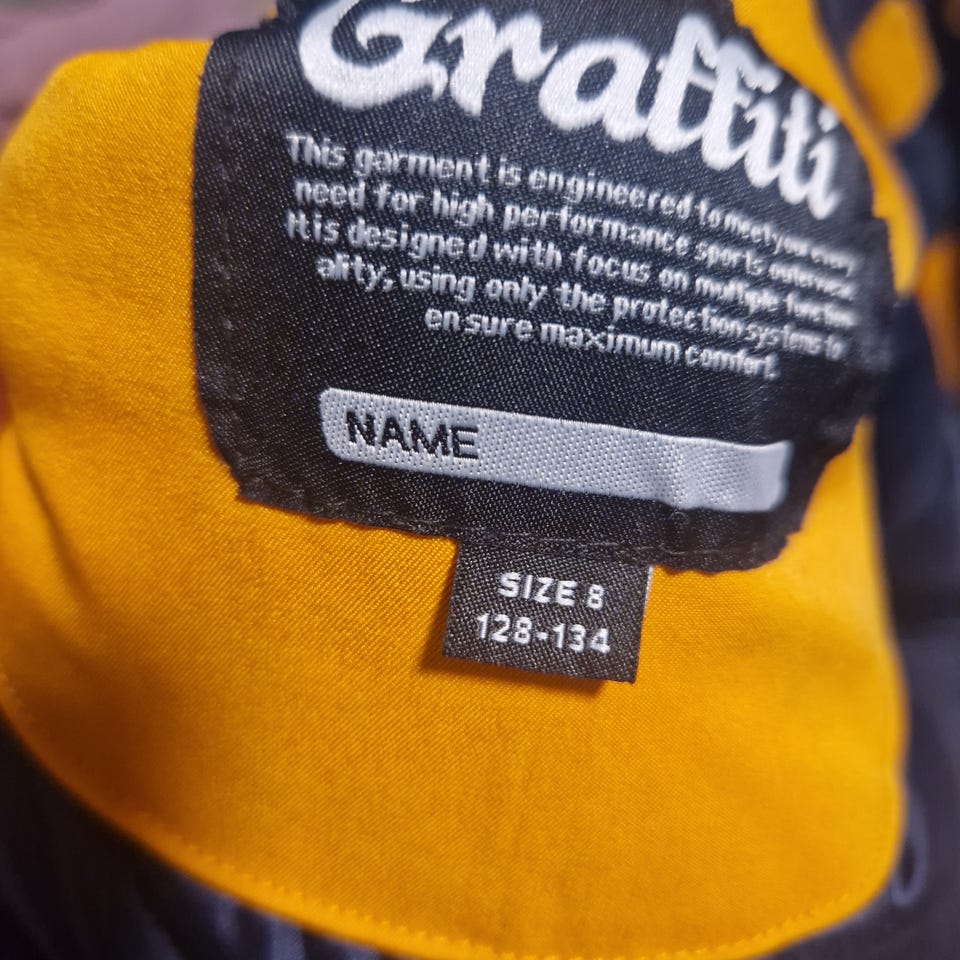 Graffiti
This garment is engineered to meet your every
need for high performance sports outerwear.
It is designed with focus on multiple function
ality, using only the protection systems to
ensure maximum comfort.
NAME
SIZE 8
128-134